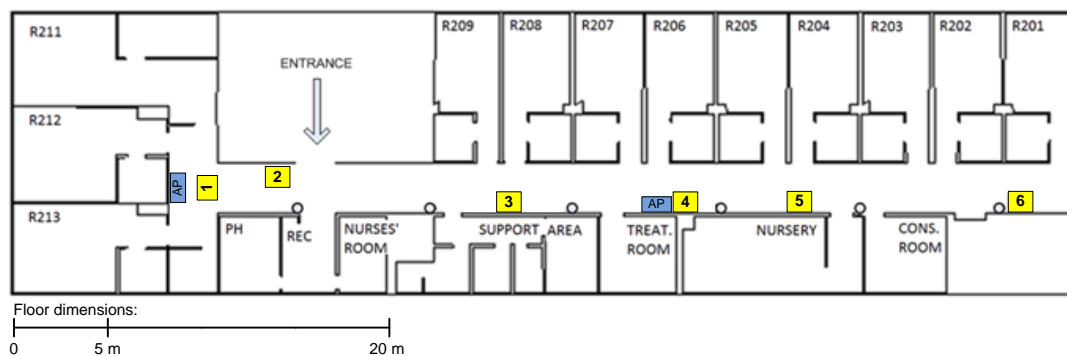 R211
R209 R208 R207 R206 R205 R204 R203 R202 R201
ENTRANCE
R212
AP 1 2
3 AP 4 5 6
R213
PH REC NURSES' ROOM SUPPORT AREA TREAT. ROOM NURSERY CONS. ROOM
Floor dimensions:
0 5 m 20 m